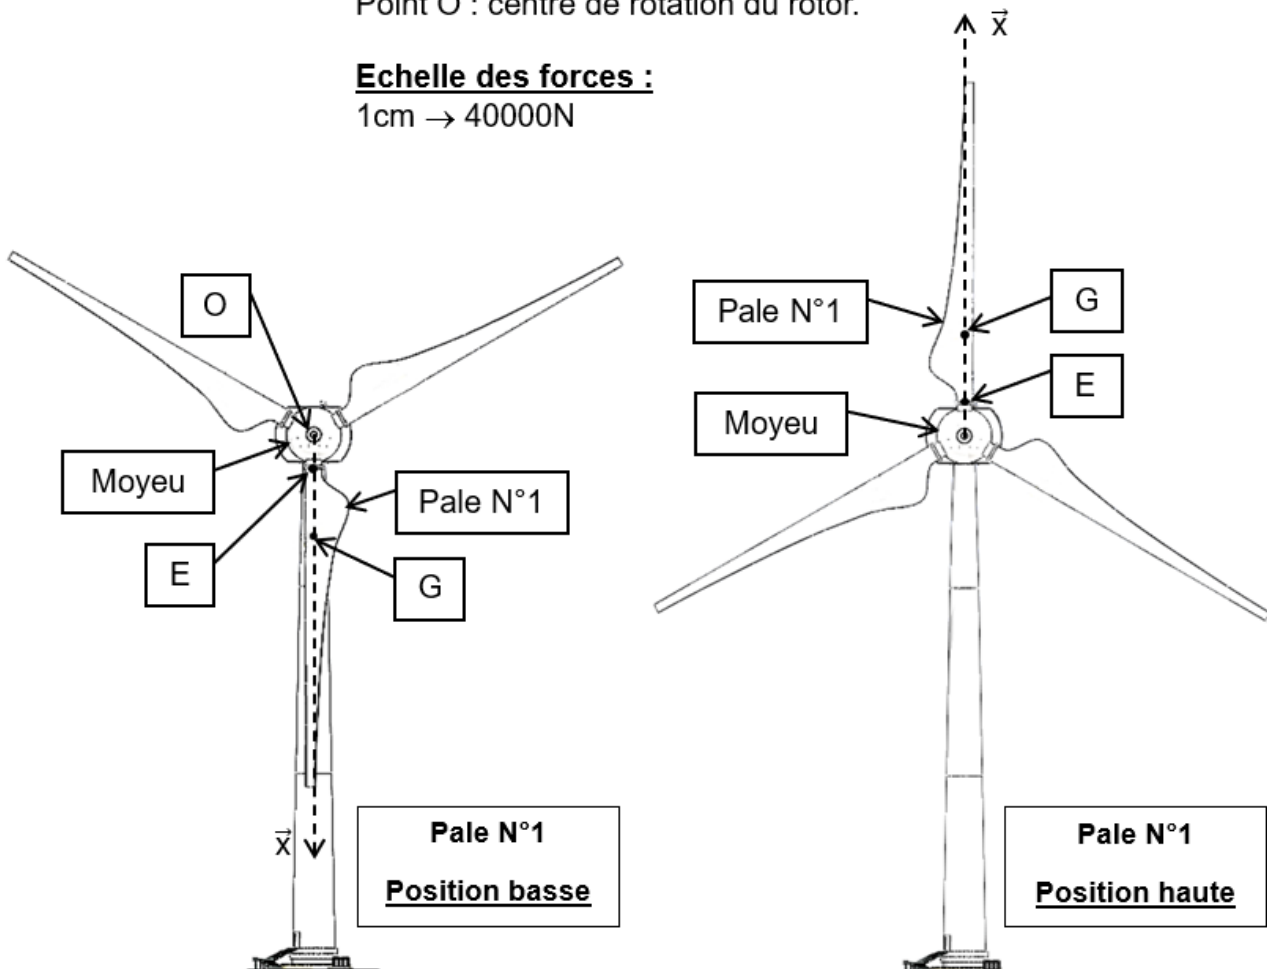 Point O : centre de rotation du rotor.
x
Echelle des forces :
1cm → 40000N
O
Pale N°1
G
E
Moyeu
Moyeu
Pale N°1
E
G
x
Pale N°1
Position basse
Pale N°1
Position haute